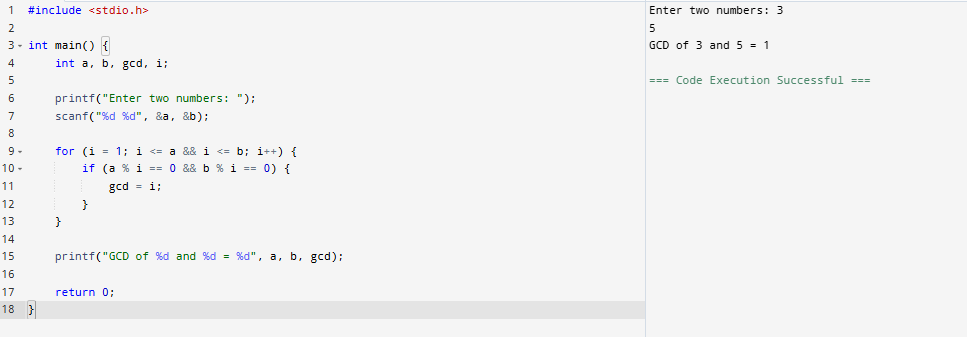 1 #include <stdio.h>
2
3 int main() {
4     int a, b, gcd, i;
5
6     printf("Enter two numbers: ");
7     scanf("%d %d", &a, &b);
8
9     for (i = 1; i <= a && i <= b; i++) {
10         if (a % i == 0 && b % i == 0) {
11             gcd = i;
12         }
13     }
14
15     printf("GCD of %d and %d = %d", a, b, gcd);
16
17     return 0;
18 }
Enter two numbers: 3
5
GCD of 3 and 5 = 1
=== Code Execution Successful ===